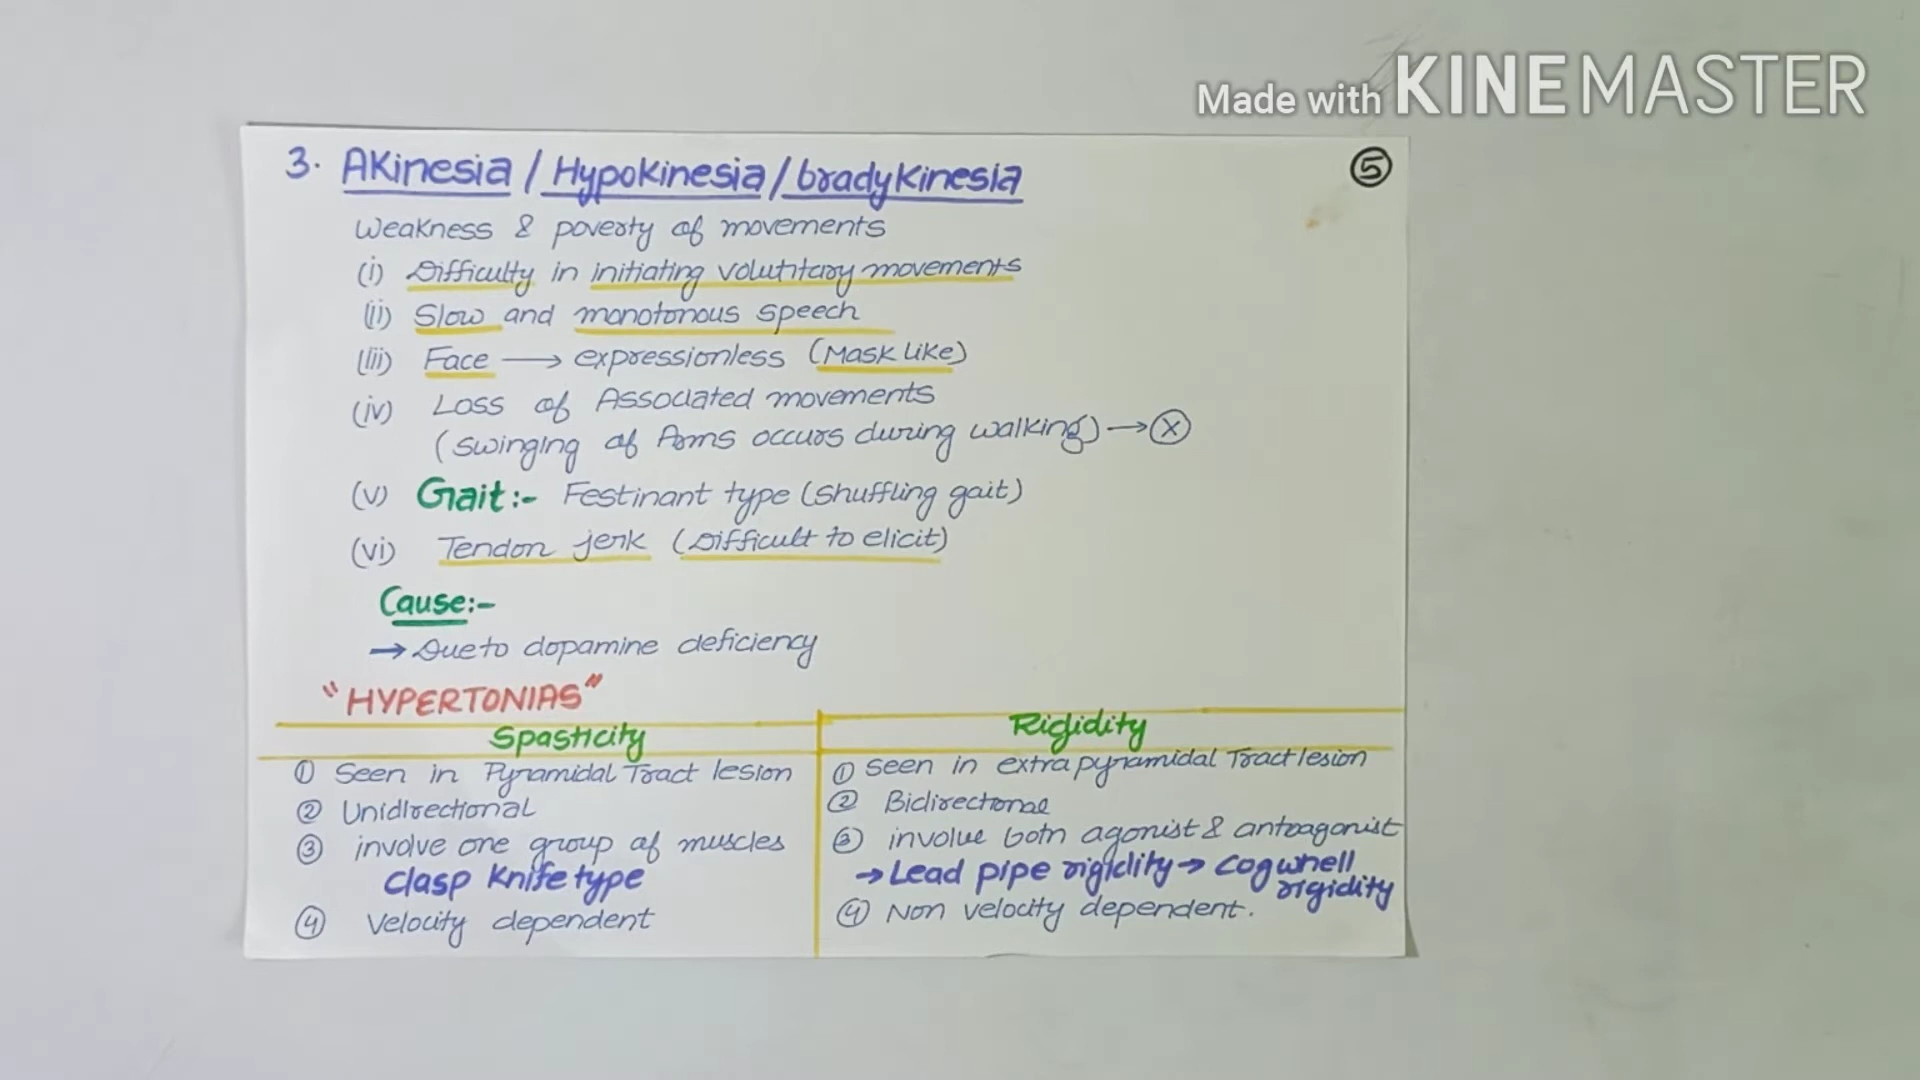 Made with KINEMASTER
3. AKinesia / HypoKinesia / bradyKinesia
5
Weakness & poverty of movements
(i) Difficulty in initiating volutitary movements
(ii) Slow and monotonous speech
(iii) Face → expressionless (Mask like)
(iv) Loss of Associated movements
(Swinging of Arms occurs during walking) → X
(v) Gait:- Festinant type (shuffling gait)
(vi) Tendon jerk (Difficult to elicit)
Cause:-
→ Due to dopamine deficiency
"HYPERTONIAS"
Spasticity
① Seen in Pyramidal Tract lesion
② Unidirectional
③ involve one group of muscles
Clasp Knife type
④ Velocity dependent
Rigidity
① Seen in extrapyramidal Tract lesion
② Bidirectional
③ involve both agonist & antoagonist
→ Lead pipe rigidity → Cogwhell
rigidity
④ Non velocity dependent.